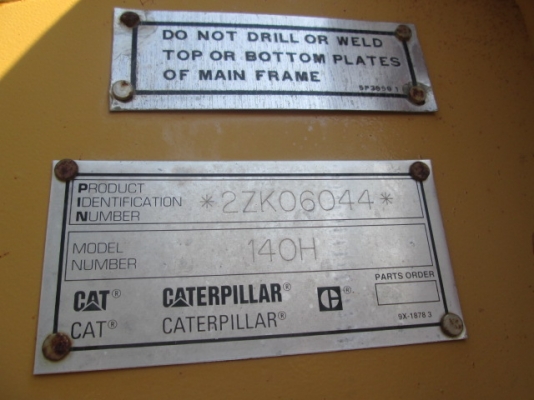 DO NOT DRILL OR WELD
TOP OR BOTTOM PLATES
OF MAIN FRAME
PRODUCT
IDENTIFICATION
NUMBER
*2ZK06044*
MODEL
NUMBER
140H
PARTS ORDER
CAT® CATERPILLAR® C®
CAT® CATERPILLAR®
9X-1878 3